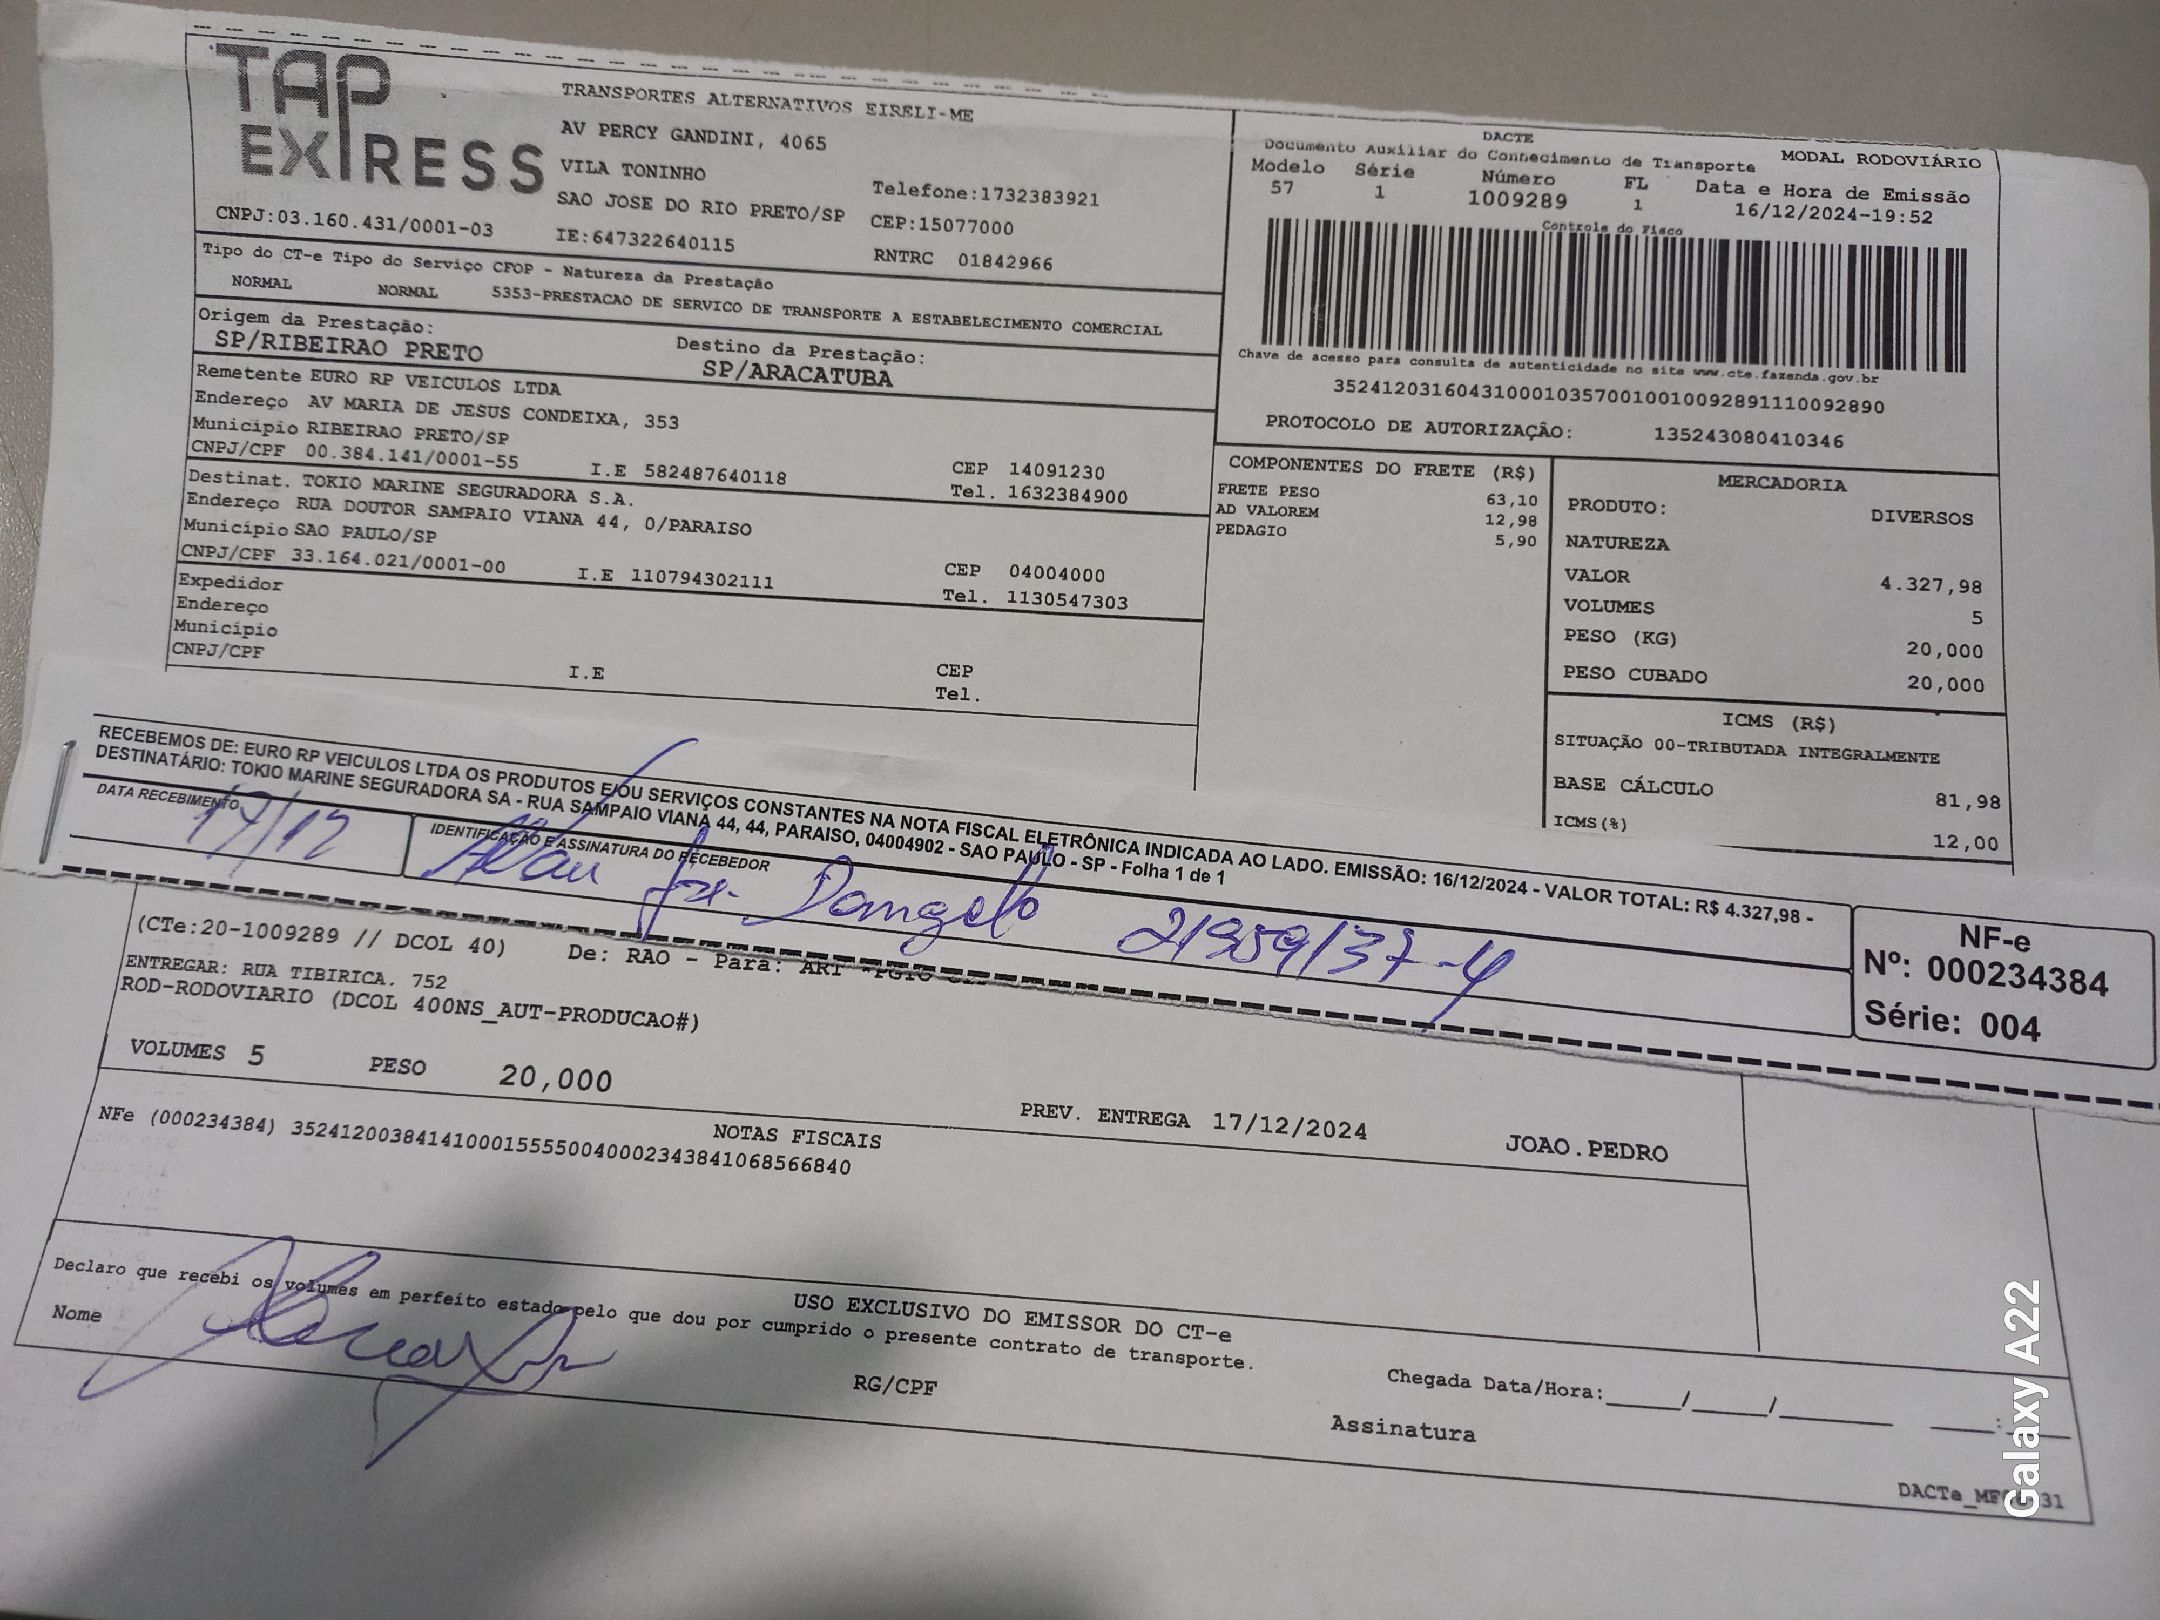 TAP EXPRESS
TRANSPORTES ALTERNATIVOS EIRELI-ME
AV PERCY GANDINI, 4065
VILA TONINHO
SAO JOSE DO RIO PRETO/SP
Telefone:1732383921
CEP:15077000
CNPJ:03.160.431/0001-03
IE:647322640115
RNTRC 01842966
DACTE
Documento Auxiliar do Conhecimento de Transporte
MODAL RODOVIÁRIO
Modelo Série Número FL Data e Hora de Emissão
57 1 1009289 1 16/12/2024-19:52
Controle do Fisco
Chave de acesso para consulta de autenticidade no site www.cte.fazenda.gov.br
35241203160431000103570010010092891110092890
PROTOCOLO DE AUTORIZAÇÃO: 135243080410346
Tipo do CT-e Tipo do Serviço CFOP - Natureza da Prestação
NORMAL NORMAL 5353-PRESTACAO DE SERVICO DE TRANSPORTE A ESTABELECIMENTO COMERCIAL
Origem da Prestação: Destino da Prestação:
SP/RIBEIRAO PRETO SP/ARACATUBA
Remetente EURO RP VEICULOS LTDA
Endereço AV MARIA DE JESUS CONDEIXA, 353
Município RIBEIRAO PRETO/SP CEP 14091230
CNPJ/CPF 00.384.141/0001-55 I.E 582487640118 Tel. 1632384900
Destinat. TOKIO MARINE SEGURADORA S.A.
Endereço RUA DOUTOR SAMPAIO VIANA 44, 0/PARAISO
Município SAO PAULO/SP CEP 04004000
CNPJ/CPF 33.164.021/0001-00 I.E 110794302111 Tel. 1130547303
Expedidor
Endereço
Município CEP
CNPJ/CPF I.E Tel.
COMPONENTES DO FRETE (R$)
FRETE PESO 63,10
AD VALOREM 12,98
PEDAGIO 5,90
MERCADORIA
PRODUTO: DIVERSOS
NATUREZA
VALOR 4.327,98
VOLUMES 5
PESO (KG) 20,000
PESO CUBADO 20,000
ICMS (R$)
SITUAÇÃO 00-TRIBUTADA INTEGRALMENTE
BASE CÁLCULO 81,98
ICMS(%) 12,00
RECEBEMOS DE: EURO RP VEICULOS LTDA OS PRODUTOS E/OU SERVIÇOS CONSTANTES NA NOTA FISCAL ELETRÔNICA INDICADA AO LADO. EMISSÃO: 16/12/2024 - VALOR TOTAL: R$ 4.327,98 -
DESTINATÁRIO: TOKIO MARINE SEGURADORA SA - RUA SAMPAIO VIANA 44, 44, PARAISO, 04004902 - SAO PAULO - SP - Folha 1 de 1
DATA RECEBIMENTO IDENTIFICAÇÃO E ASSINATURA DO RECEBEDOR
17/12 Dangelo
NF-e
Nº: 000234384
Série: 004
(CTe:20-1009289 // DCOL 40) De: RAO - Para: ART
ENTREGAR: RUA TIBIRICA. 752
ROD-RODOVIARIO (DCOL 400NS_AUT-PRODUCAO#)
VOLUMES 5 PESO 20,000 PREV. ENTREGA 17/12/2024 JOAO.PEDRO
NOTAS FISCAIS
NFe (000234384) 35241200384141000155550040002343841068566840
USO EXCLUSIVO DO EMISSOR DO CT-e
Declaro que recebi os volumes em perfeito estado pelo que dou por cumprido o presente contrato de transporte.
Nome RG/CPF Assinatura
Chegada Data/Hora:_____/_____/_______ ____:____
Galaxy A22